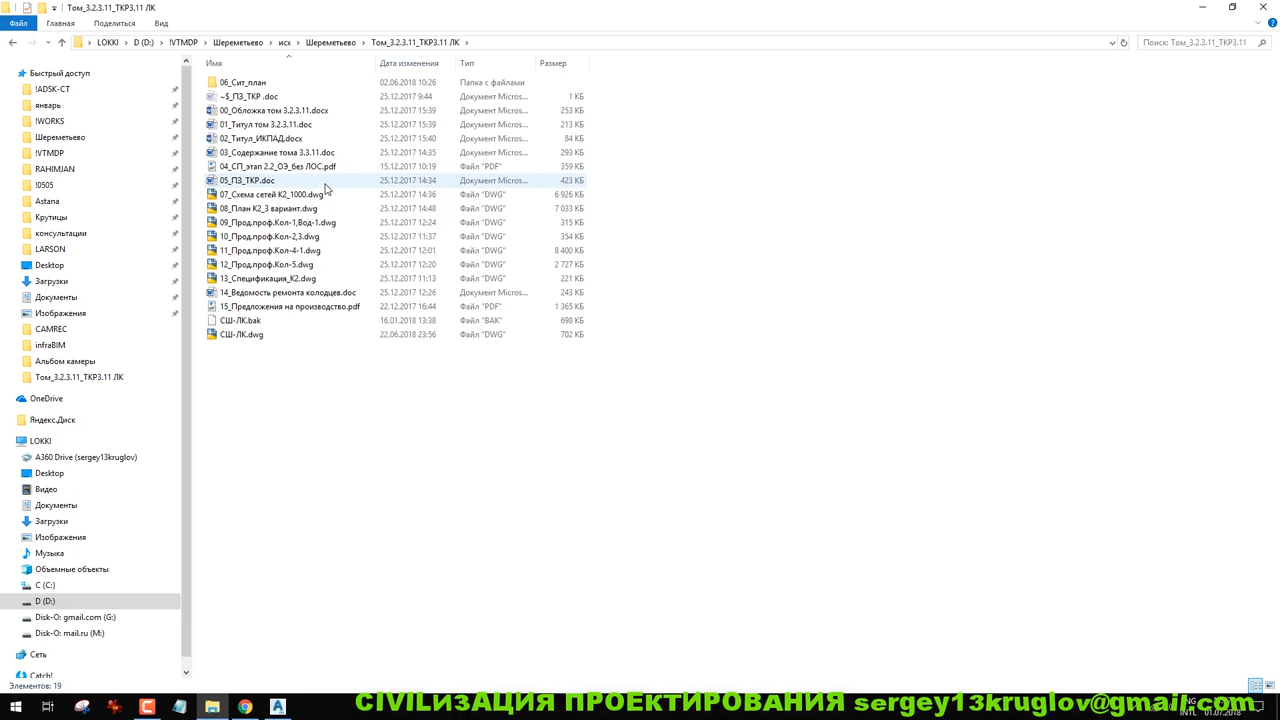 Том_3.2.3.11_ТКР3.11 ЛК
Файл Главная Поделиться Вид
LOKKI D (D:) !VTMDP Шереметьево исх Шереметьево Том_3.2.3.11_ТКР3.11 ЛК Поиск: Том_3.2.3.11_ТКР3.11
Быстрый доступ
!ADSK-CT
январь
!WORKS
Шереметьево
!VTMDP
RAHIMJAN
!0505
Astana
Крутицы
консультации
LARSON
Desktop
Загрузки
Документы
Изображения
CAMREC
infraBIM
Альбом камеры
Том_3.2.3.11_ТКР3.11 ЛК
OneDrive
Яндекс.Диск
LOKKI
A360 Drive (sergey13kruglov)
Desktop
Видео
Документы
Загрузки
Изображения
Музыка
Объемные объекты
C (C:)
D (D:)
Disk-O: gmail.com (G:)
Disk-O: mail.ru (M:)
Сеть
Catch!
Имя Дата изменения Тип Размер
06_Сит_план 02.06.2018 10:26 Папка с файлами
~$_ПЗ_ТКР .doc 25.12.2017 9:44 Документ Micros... 1 КБ
00_Обложка том 3.2.3.11.docx 25.12.2017 15:39 Документ Micros... 253 КБ
01_Титул том 3.2.3.11.doc 25.12.2017 15:39 Документ Micros... 213 КБ
02_Титул_ИКПАД.docx 25.12.2017 15:40 Документ Micros... 84 КБ
03_Содержание тома 3.3.11.doc 25.12.2017 14:35 Документ Micros... 293 КБ
04_СП_этап 2.2_ОЭ_без ЛОС.pdf 15.12.2017 10:19 Файл "PDF" 359 КБ
05_ПЗ_ТКР.doc 25.12.2017 14:34 Документ Micros... 423 КБ
07_Схема сетей К2_1000.dwg 25.12.2017 14:36 Файл "DWG" 6 926 КБ
08_План К2_3 вариант.dwg 25.12.2017 14:48 Файл "DWG" 7 033 КБ
09_Прод.проф.Кол-1,Вод-1.dwg 25.12.2017 12:24 Файл "DWG" 315 КБ
10_Прод.проф.Кол-2,3.dwg 25.12.2017 11:37 Файл "DWG" 354 КБ
11_Прод.проф.Кол-4-1.dwg 25.12.2017 12:01 Файл "DWG" 8 400 КБ
12_Прод.проф.Кол-5.dwg 25.12.2017 12:20 Файл "DWG" 2 727 КБ
13_Спецификация_К2.dwg 25.12.2017 11:13 Файл "DWG" 221 КБ
14_Ведомость ремонта колодцев.doc 25.12.2017 12:26 Документ Micros... 243 КБ
15_Предложения на производство.pdf 22.12.2017 16:44 Файл "PDF" 1 365 КБ
СШ-ЛК.bak 16.01.2018 13:38 Файл "BAK" 698 КБ
СШ-ЛК.dwg 22.06.2018 23:56 Файл "DWG" 702 КБ
Элементов: 19
CIVILИЗАЦИЯ ПРОЕКТИРОВАНИЯ sergey13kruglov@gmail.com
INTL 01.07.2018